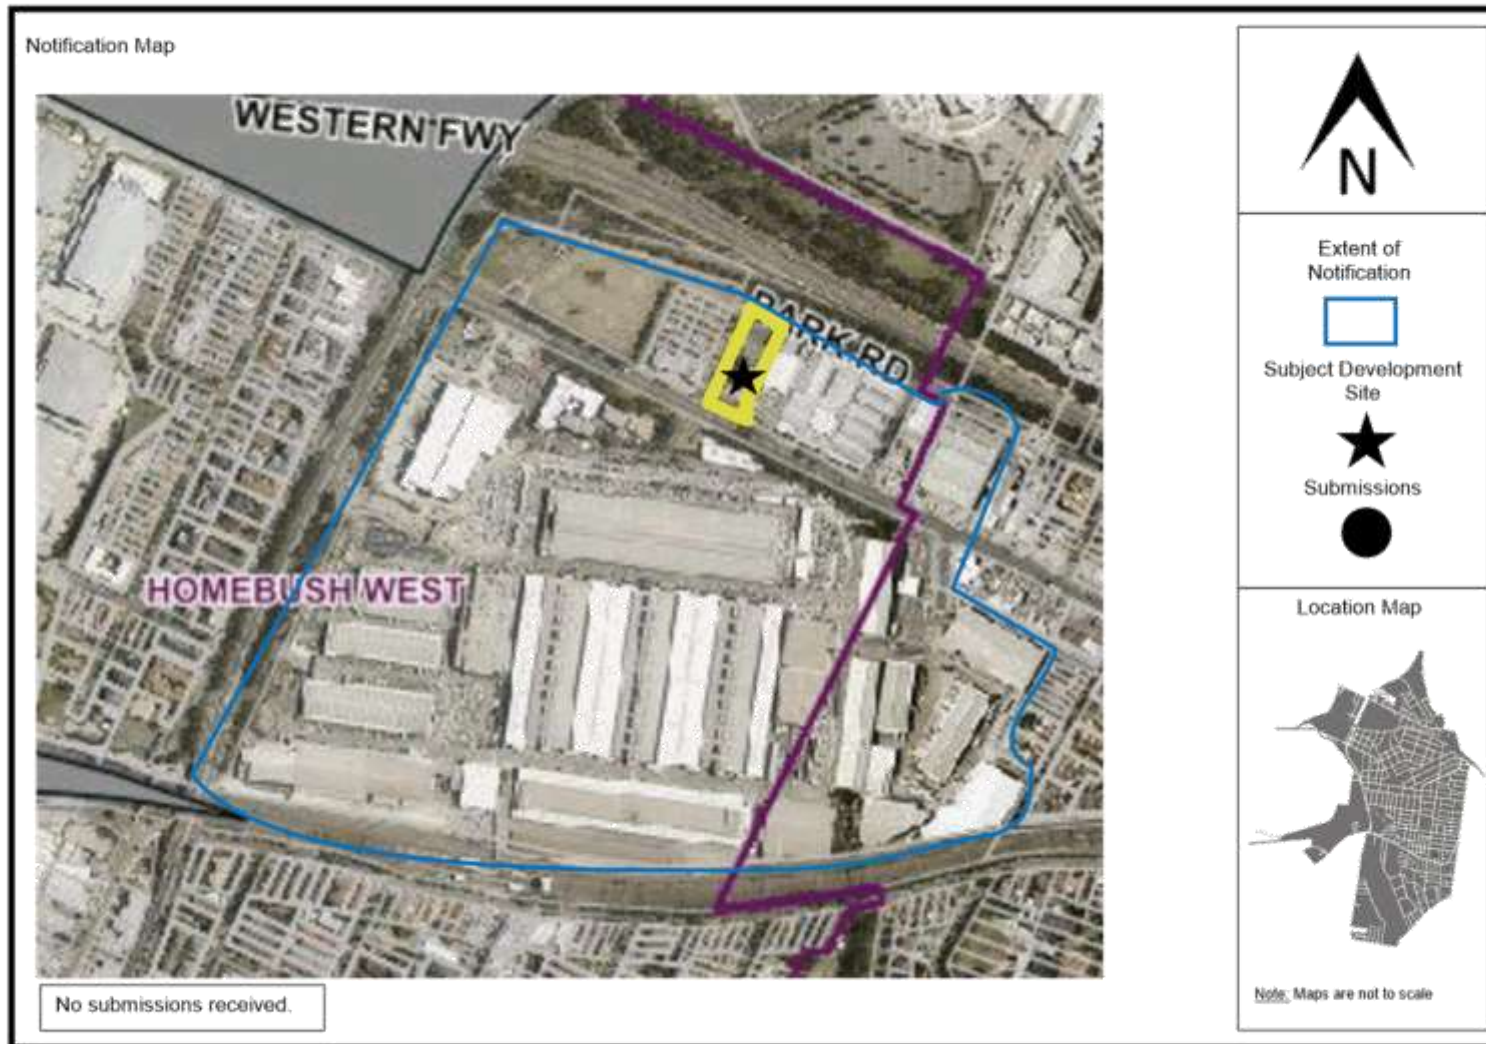 Notification Map
WESTERN FWY
PARK RD
HOMEBUSH WEST
No submissions received.
N
Extent of
Notification
Subject Development
Site
Submissions
Location Map
Note: Maps are not to scale